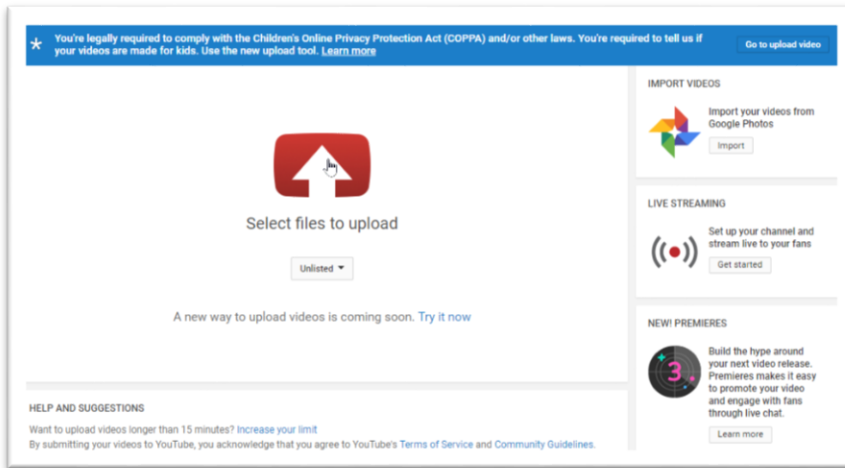 You're legally required to comply with the Children's Online Privacy Protection Act (COPPA) and/or other laws. You're required to tell us if
your videos are made for kids. Use the new upload tool. Learn more
Go to upload video
Select files to upload
Unlisted
A new way to upload videos is coming soon. Try it now
HELP AND SUGGESTIONS
Want to upload videos longer than 15 minutes? Increase your limit
By submitting your videos to YouTube, you acknowledge that you agree to YouTube's Terms of Service and Community Guidelines.
IMPORT VIDEOS
Import your videos from
Google Photos
Import
LIVE STREAMING
Set up your channel and
stream live to your fans
Get started
NEW! PREMIERES
3
Build the hype around
your next video release.
Premieres makes it easy
to promote your video
and engage with fans
through live chat.
Learn more